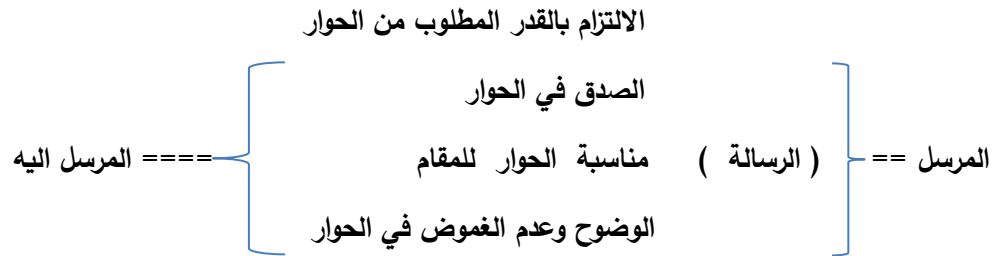 الالتزام بالقدر المطلوب من الحوار
الصدق في الحوار
المرسل == ( الرسالة ) مناسبة الحوار للمقام ==== المرسل اليه
الوضوح وعدم الغموض في الحوار